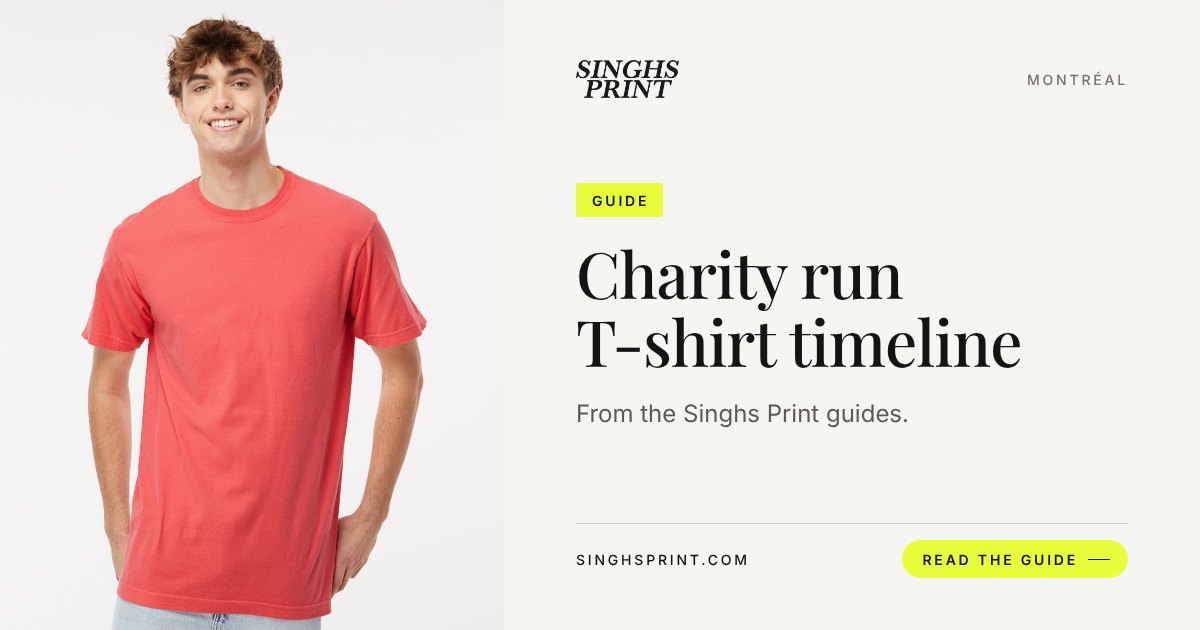 SINGHS
PRINT
MONTRÉAL
GUIDE
Charity run
T-shirt timeline
From the Singhs Print guides.
SINGHSPRINT.COM
READ THE GUIDE —